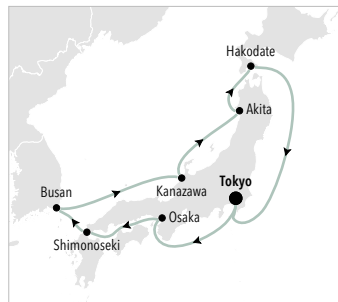 Hakodate
Akita
Tokyo
Kanazawa
Busan
Osaka
Shimonoseki